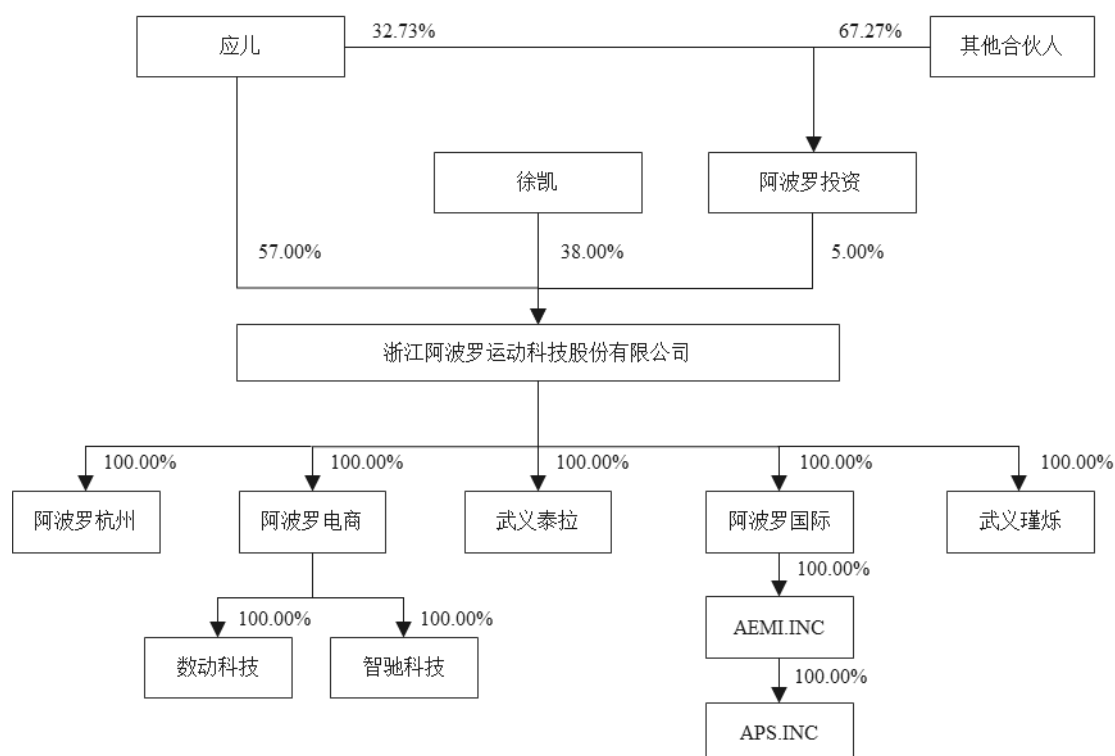 应儿
32.73%
67.27%
其他合伙人
徐凯
阿波罗投资
57.00%
38.00%
5.00%
浙江阿波罗运动科技股份有限公司
100.00%
100.00%
100.00%
100.00%
100.00%
阿波罗杭州
阿波罗电商
武义泰拉
阿波罗国际
武义瑾烁
100.00%
100.00%
100.00%
数动科技
智驰科技
AEMI.INC
100.00%
APS.INC